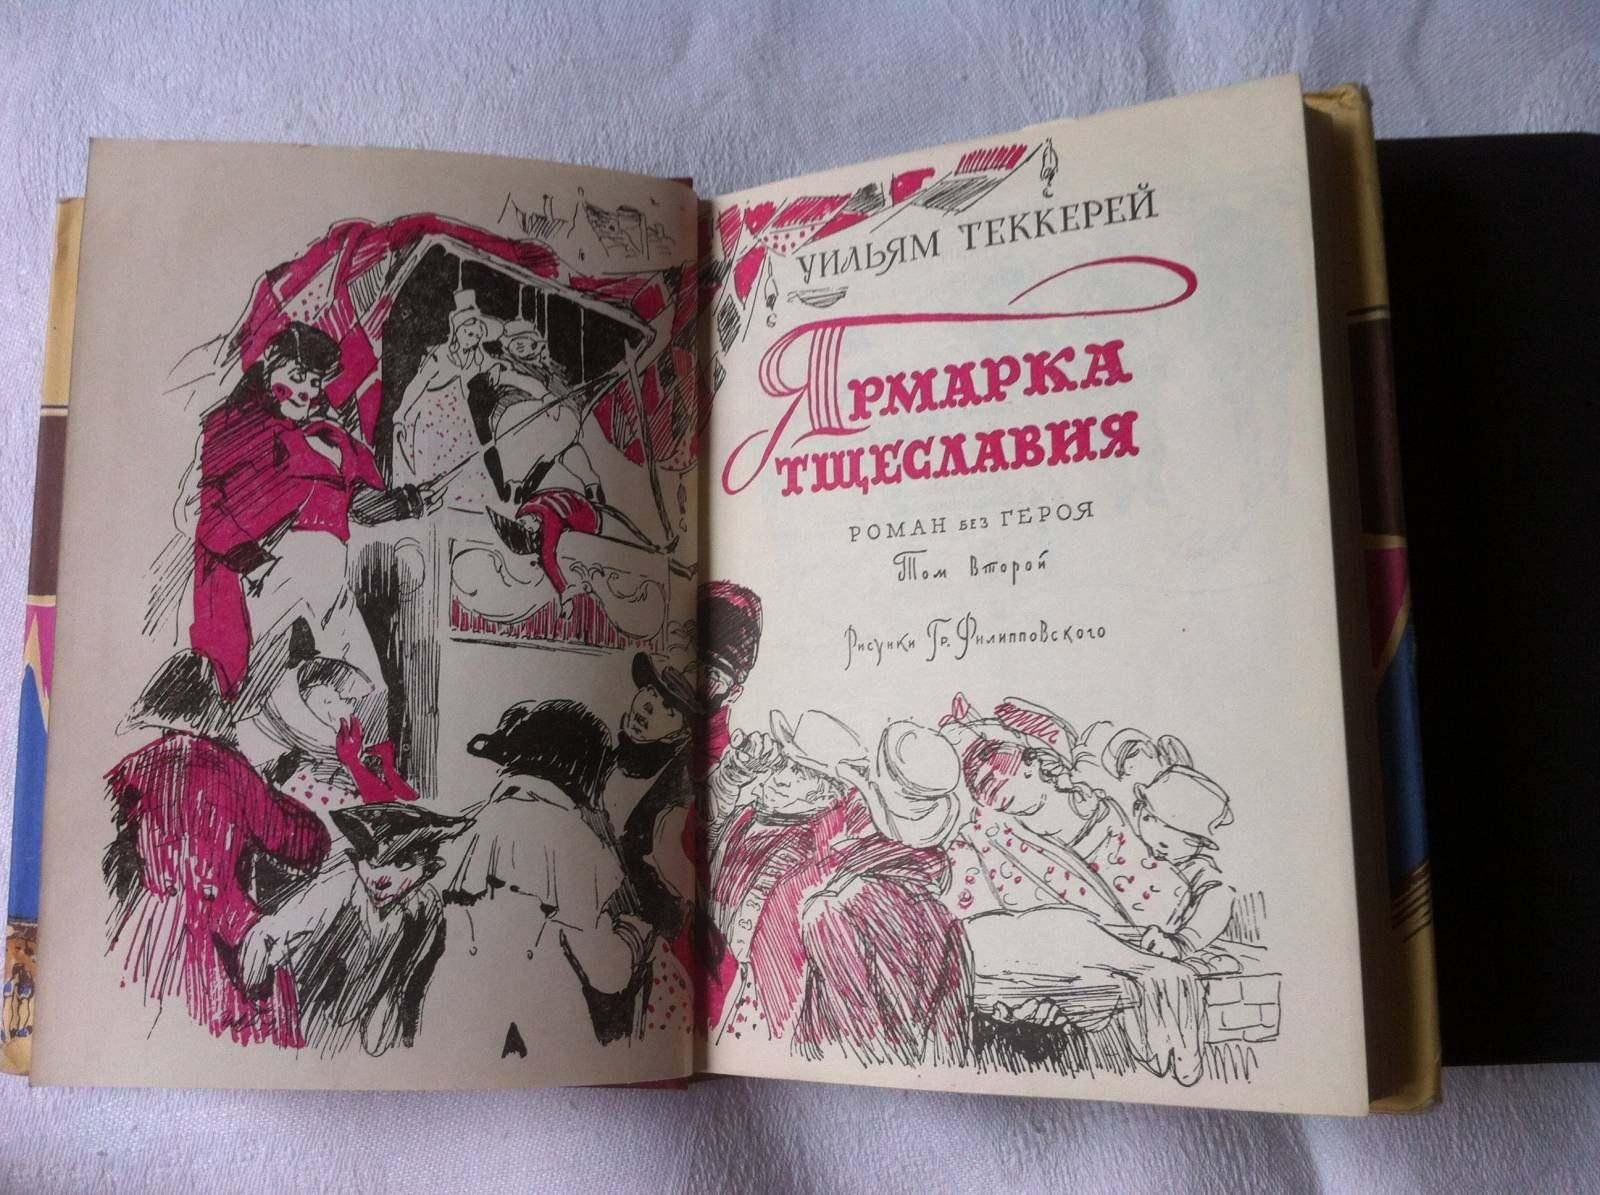 УИЛЬЯМ ТЕККЕРЕЙ
ЯРМАРКА
ТЩЕСЛАВИЯ
РОМАН БЕЗ ГЕРОЯ
Том Второй
Рисунки Гр. Филипповского